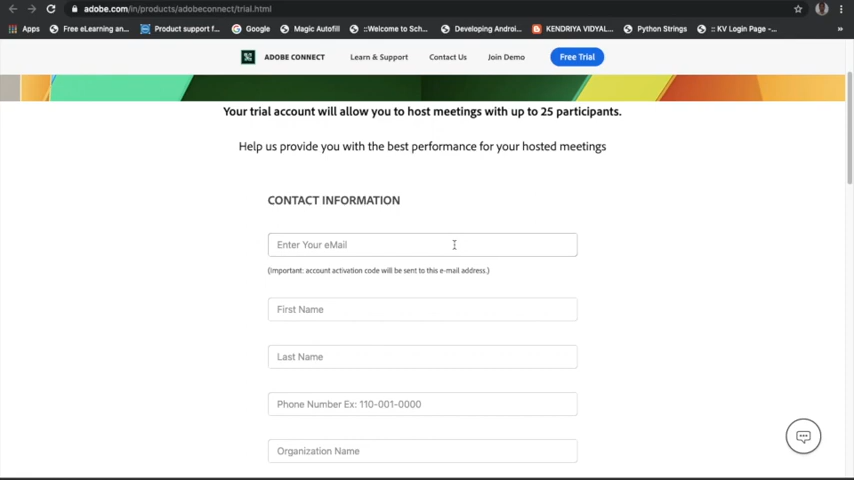 adobe.com/in/products/adobeconnect/trial.html
Apps Free eLearning an... Product support f... Google Magic Autofill ::Welcome to Sch... Developing Androi... KENDRIYA VIDYAL... Python Strings :: KV Login Page -... »
ADOBE CONNECT Learn & Support Contact Us Join Demo Free Trial
Your trial account will allow you to host meetings with up to 25 participants.
Help us provide you with the best performance for your hosted meetings
CONTACT INFORMATION
Enter Your eMail
(Important: account activation code will be sent to this e-mail address.)
First Name
Last Name
Phone Number Ex: 110-001-0000
Organization Name